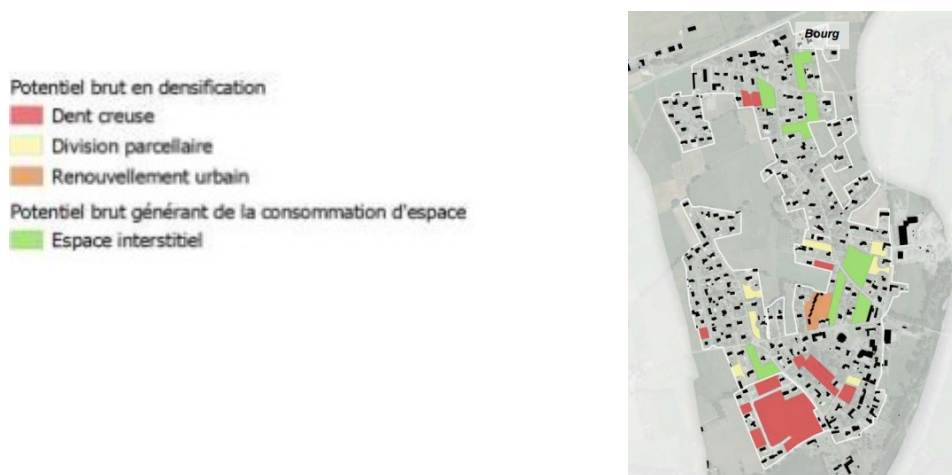 Bourg
Potentiel brut en densification
Dent creuse
Division parcellaire
Renouvellement urbain
Potentiel brut générant de la consommation d'espace
Espace interstitiel